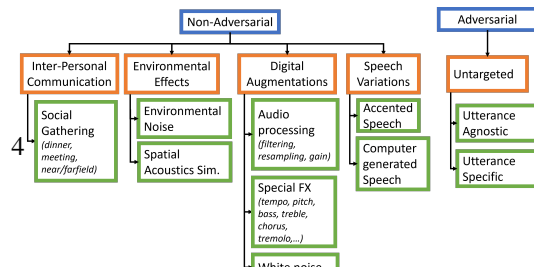 Non-Adversarial
Adversarial
Inter-Personal
Communication
Environmental
Effects
Digital
Augmentations
Speech
Variations
Untargeted
Social
Gathering
(dinner,
meeting,
near/farfield)
4
Environmental
Noise
Spatial
Acoustics Sim.
Audio
processing
(filtering,
resampling, gain)
Special FX
(tempo, pitch,
bass, treble,
chorus,
tremolo,...)
White noise
Accented
Speech
Computer
generated
Speech
Utterance
Agnostic
Utterance
Specific